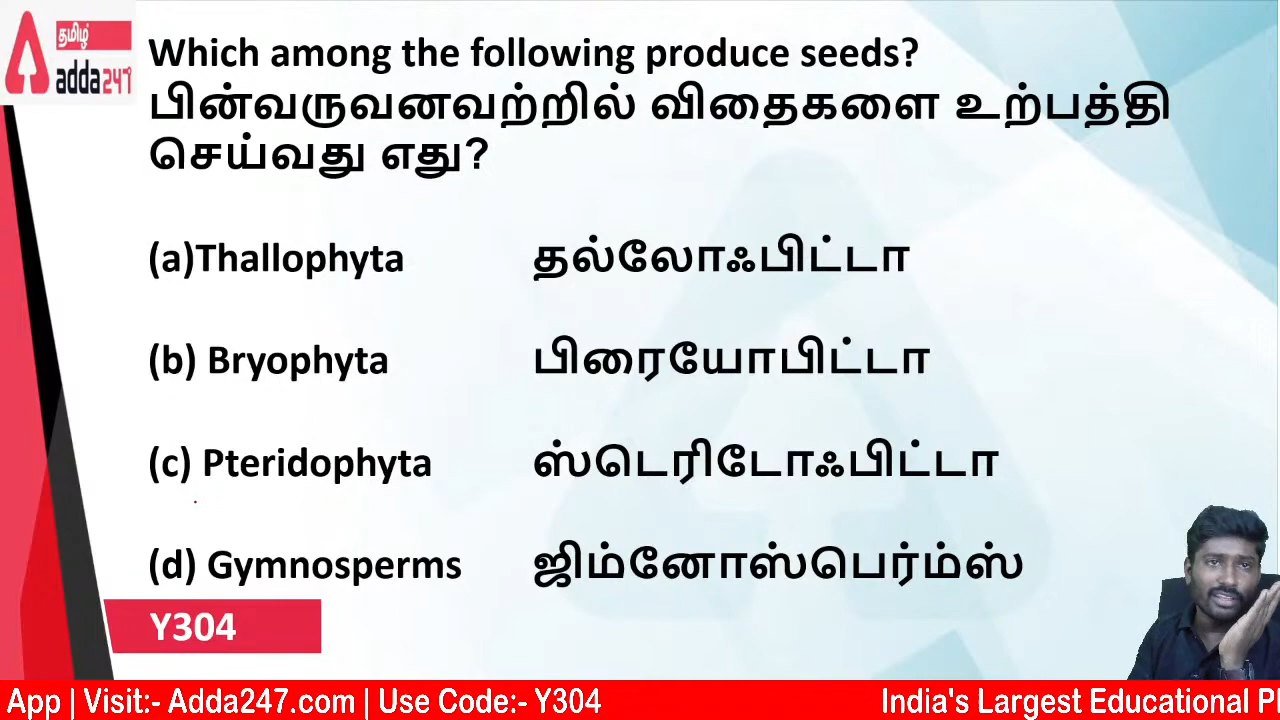 தமிழ்
adda247
Which among the following produce seeds?
பின்வருவனவற்றில் விதைகளை உற்பத்தி
செய்வது எது?
(a)Thallophyta தல்லோஃபிட்டா
(b) Bryophyta பிரையோபிட்டா
(c) Pteridophyta ஸ்டெரிடோஃபிட்டா
(d) Gymnosperms ஜிம்னோஸ்பெர்ம்ஸ்
Y304
App | Visit:- Adda247.com | Use Code:- Y304 India's Largest Educational Pl